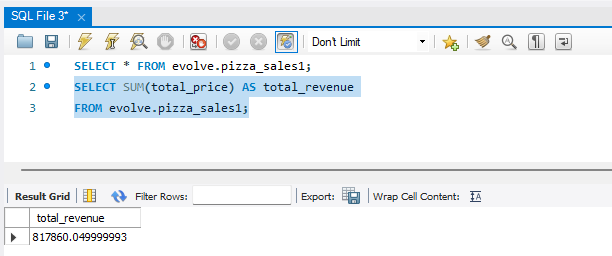 SQL File 3*
Don't Limit
1 SELECT * FROM evolve.pizza_sales1;
2 SELECT SUM(total_price) AS total_revenue
3 FROM evolve.pizza_sales1;
Result Grid Filter Rows: Export: Wrap Cell Content:
total_revenue
817860.049999993